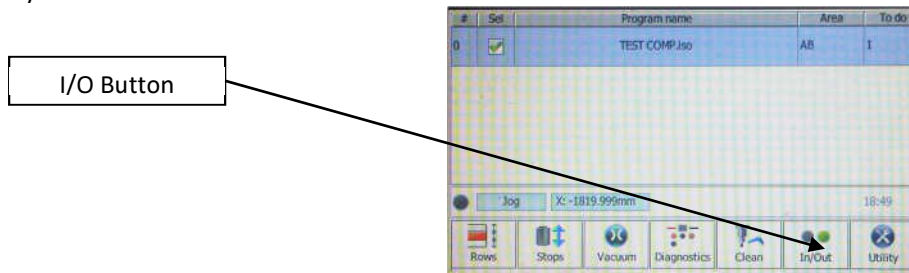 I/O Button
# Sel Program name Area To do
0 TEST COMP.iso AB 1
Jog X: -1819.999mm 18:49
Rows Stops Vacuum Diagnostics Clean In/Out Utility